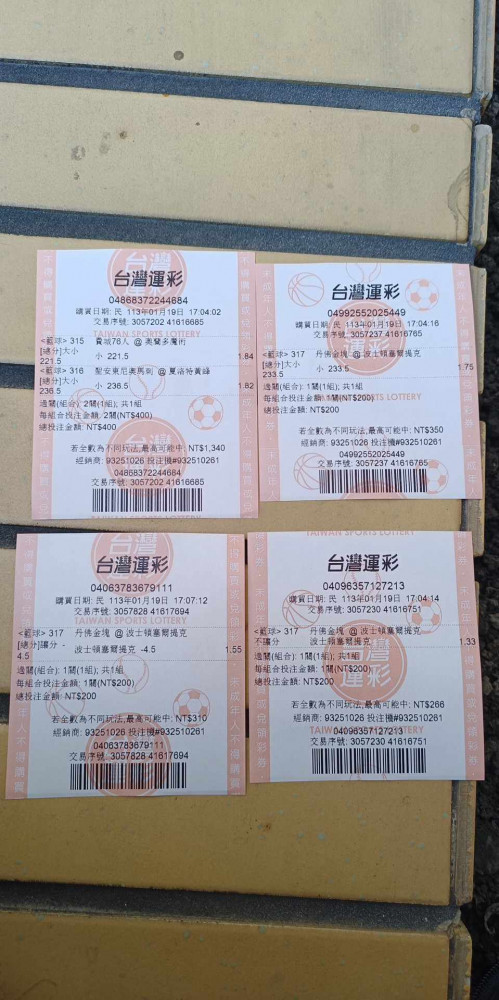 台灣運彩
04868372244884
購買日期: 民 113年01月19日 17:04:02
交易序號: 3057202 41616685
TAIWAN SPORTS LOTTERY
<籃球> 315 費城76人 @ 奧蘭多魔術
[總分]大小
221.5 小 221.5 1.84
<籃球> 316 聖安東尼奧馬刺 @ 夏洛特黃蜂
[總分]大小
236.5 小 236.5 1.82
過關(組合): 2關(1組); 共1組
每組合投注金額: 2關(NT$400)
總投注金額: NT$400
若全數為不同玩法,最高可能中: NT$1,340
經銷商: 93251026 投注機#932510261
04868372244884
交易序號: 3057202 41616685
台灣運彩
04992552025449
購買日期: 民 113年01月19日 17:04:16
交易序號: 3057237 41616765
<籃球> 317 丹佛金塊 @ 波士頓塞爾提克
[總分]大小
233.5 小 233.5 1.75
過關(組合): 1關(1組); 共1組
每組合投注金額: 1關(NT$200)
總投注金額: NT$200
若全數為不同玩法,最高可能中: NT$350
經銷商: 93251026 投注機#932510261
04992552025449
交易序號: 3057237 41616765
台灣運彩
04063783679111
購買日期: 民 113年01月19日 17:07:12
交易序號: 3057828 41617694
<籃球> 317 丹佛金塊 @ 波士頓塞爾提克
[總分]讓分 -
4.5 波士頓塞爾提克 -4.5 1.55
過關(組合): 1關(1組); 共1組
每組合投注金額: 1關(NT$200)
總投注金額: NT$200
若全數為不同玩法,最高可能中: NT$310
經銷商: 93251026 投注機#932510261
04063783679111
交易序號: 3057828 41617694
TAIWAN SPORTS LOTTERY
台灣運彩
04096357127213
購買日期: 民 113年01月19日 17:04:14
交易序號: 3057230 41616751
<籃球> 317 丹佛金塊 @ 波士頓塞爾提克
不讓分 波士頓塞爾提克 1.33
過關(組合): 1關(1組); 共1組
每組合投注金額: 1關(NT$200)
總投注金額: NT$200
若全數為不同玩法,最高可能中: NT$266
經銷商: 93251026 投注機#932510261
04096357127213
交易序號: 3057230 41616751